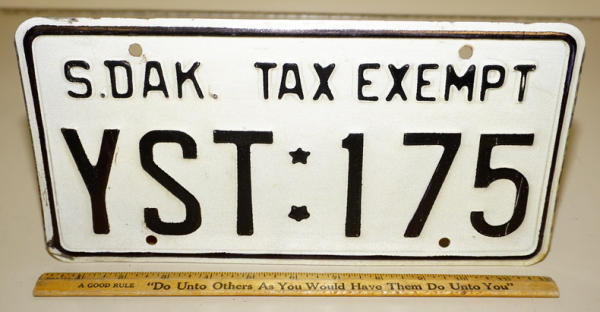 S.DAK. TAX EXEMPT
YST:175
A GOOD RULE "Do Unto Others As You Would Have Them Do Unto You"